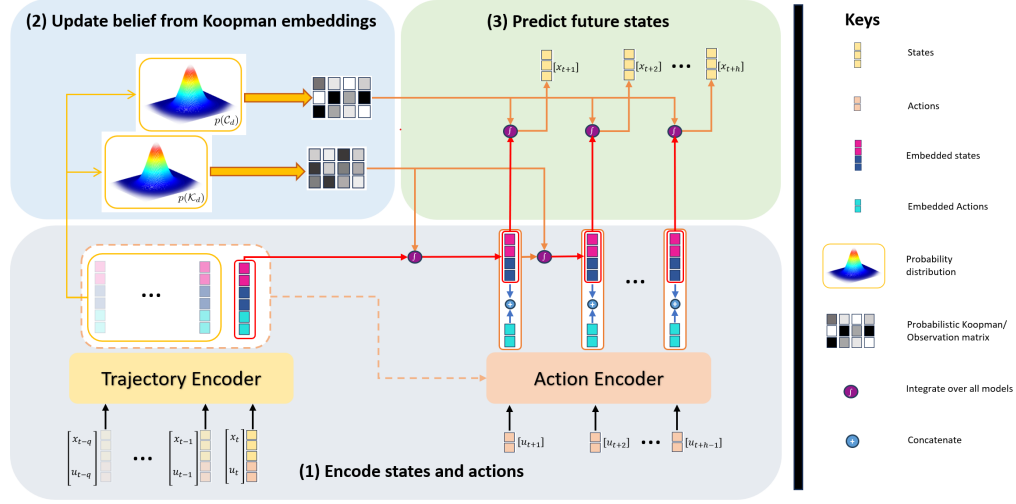 (2) Update belief from Koopman embeddings
(3) Predict future states
Keys
[x_{t+1}]
[x_{t+2}]
[x_{t+h}]
p(C_d)
p(K_d)
∫ ∫ ∫
∫ ∫
+ + +
Trajectory Encoder
Action Encoder
x_{t-q}
u_{t-q}
x_{t-1}
u_{t-1}
x_t
u_t
[u_{t+1}]
[u_{t+2}]
[u_{t+h-1}]
(1) Encode states and actions
States
Actions
Embedded states
Embedded Actions
Probability
distribution
Probabilistic Koopman/
Observation matrix
∫ Integrate over all models
+ Concatenate